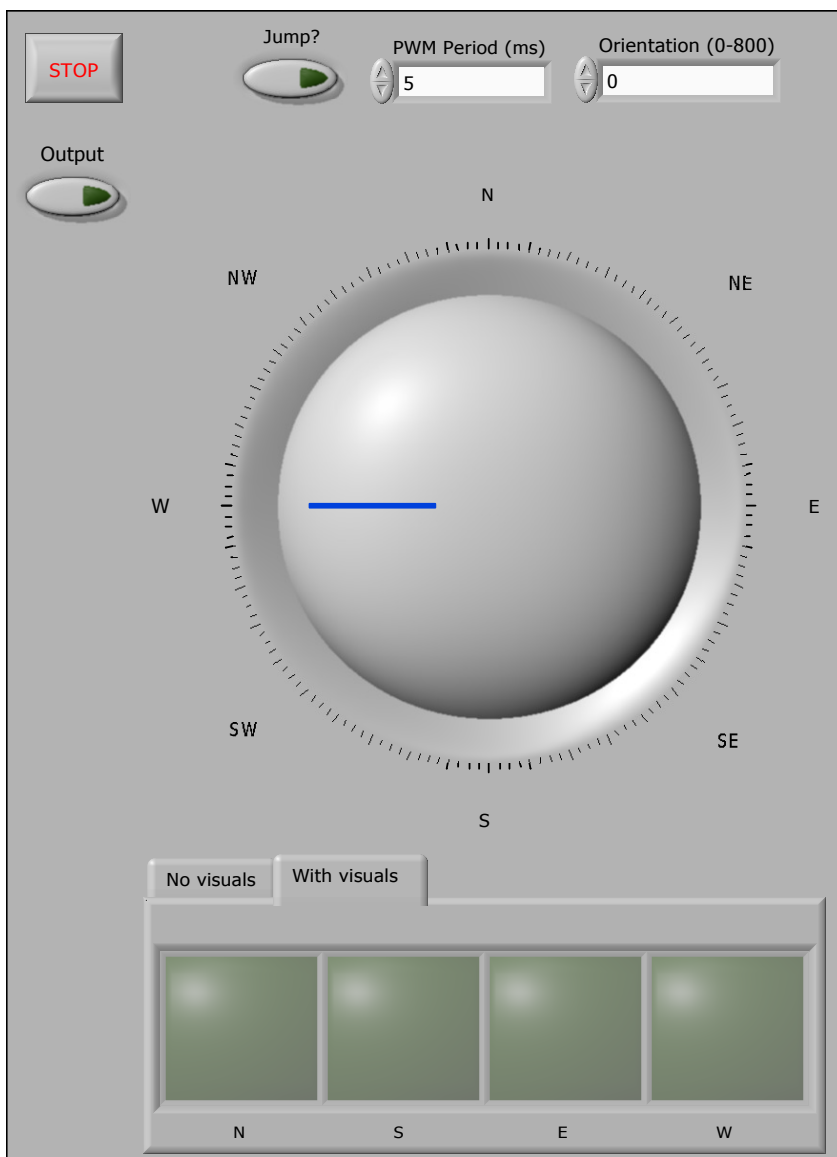 Jump?
PWM Period (ms)
Orientation (0-800)
STOP
5
0
Output
N
NW
NE
W
E
SW
SE
S
No visuals
With visuals
N
S
E
W